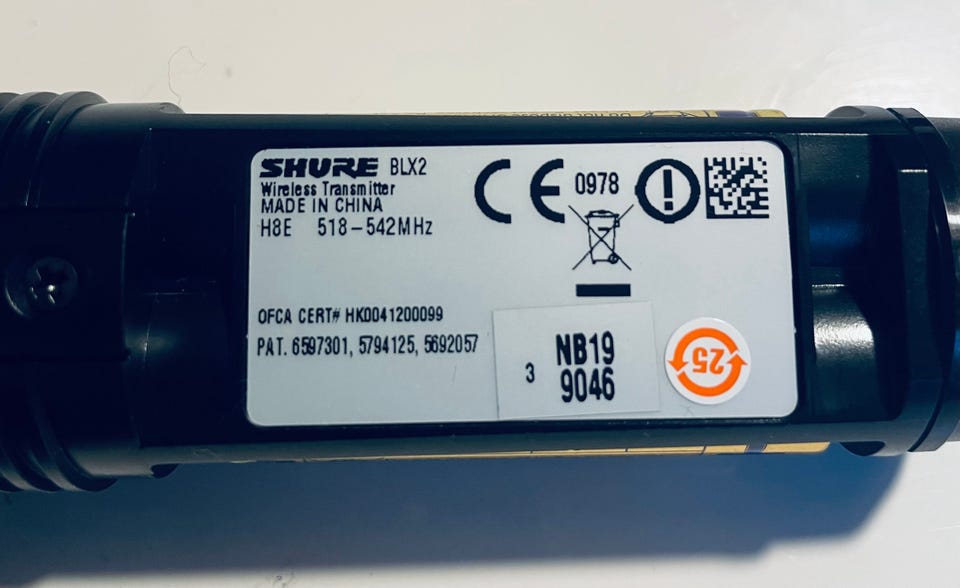 SHURE BLX2
Wireless Transmitter
MADE IN CHINA
H8E 518-542MHz
CE 0978
OFCA CERT# HK0041200099
PAT. 6597301, 5794125, 5692057
3
NB19
9046
25